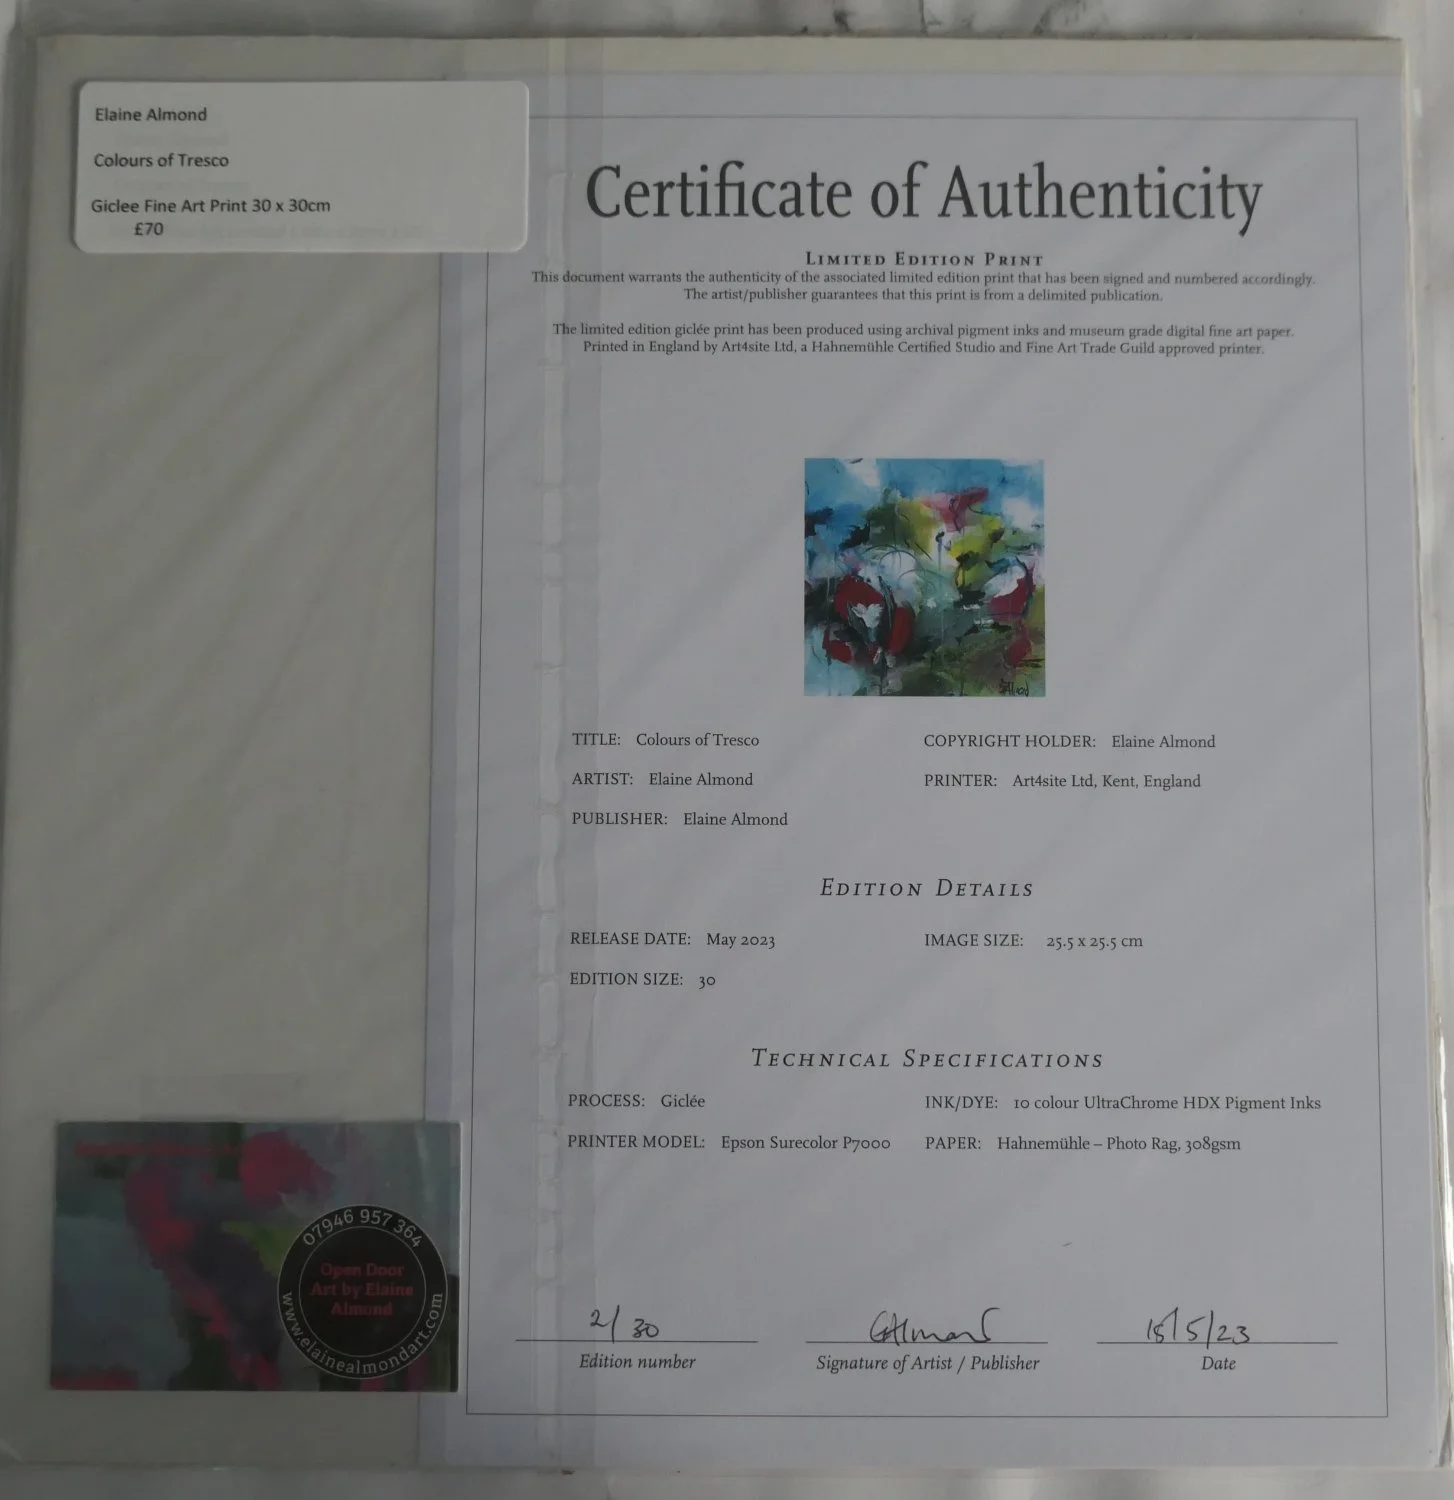 Elaine Almond
Colours of Tresco
Giclee Fine Art Print 30 x 30cm
£70
Certificate of Authenticity
LIMITED EDITION PRINT
This document warrants the authenticity of the associated limited edition print that has been signed and numbered accordingly.
The artist/publisher guarantees that this print is from a delimited publication.
The limited edition giclée print has been produced using archival pigment inks and museum grade digital fine art paper.
Printed in England by Art4site Ltd, a Hahnemühle Certified Studio and Fine Art Trade Guild approved printer.
TITLE: Colours of Tresco
COPYRIGHT HOLDER: Elaine Almond
ARTIST: Elaine Almond
PRINTER: Art4site Ltd, Kent, England
PUBLISHER: Elaine Almond
EDITION DETAILS
RELEASE DATE: May 2023
IMAGE SIZE: 25.5 x 25.5 cm
EDITION SIZE: 30
TECHNICAL SPECIFICATIONS
PROCESS: Giclée
INK/DYE: 10 colour UltraChrome HDX Pigment Inks
PRINTER MODEL: Epson Surecolor P7000
PAPER: Hahnemühle – Photo Rag, 308gsm
07946 957 364
Open Door
Art by Elaine
Almond
www.elainealmondart.com
2/30
Edition number
EAlmond
Signature of Artist / Publisher
/5/23
Date